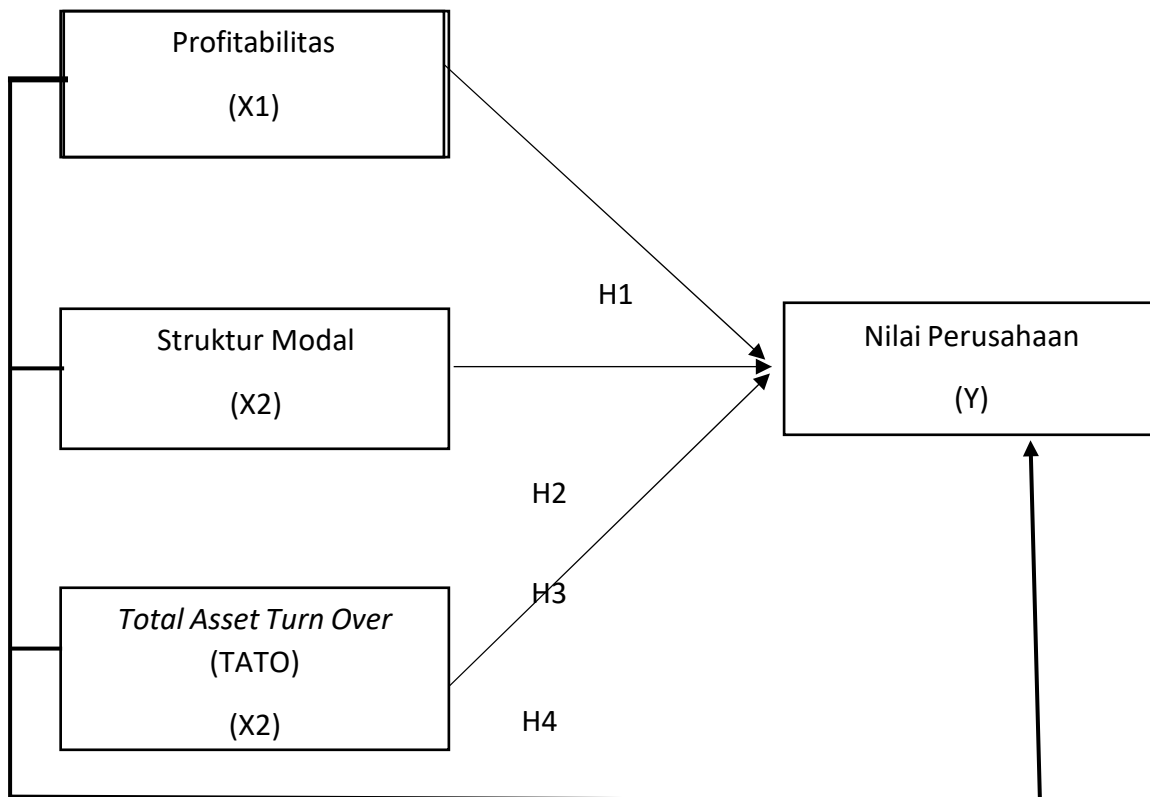 Profitabilitas
(X1)
H1
Struktur Modal
(X2)
Nilai Perusahaan
(Y)
H2
H3
Total Asset Turn Over
(TATO)
(X2)
H4